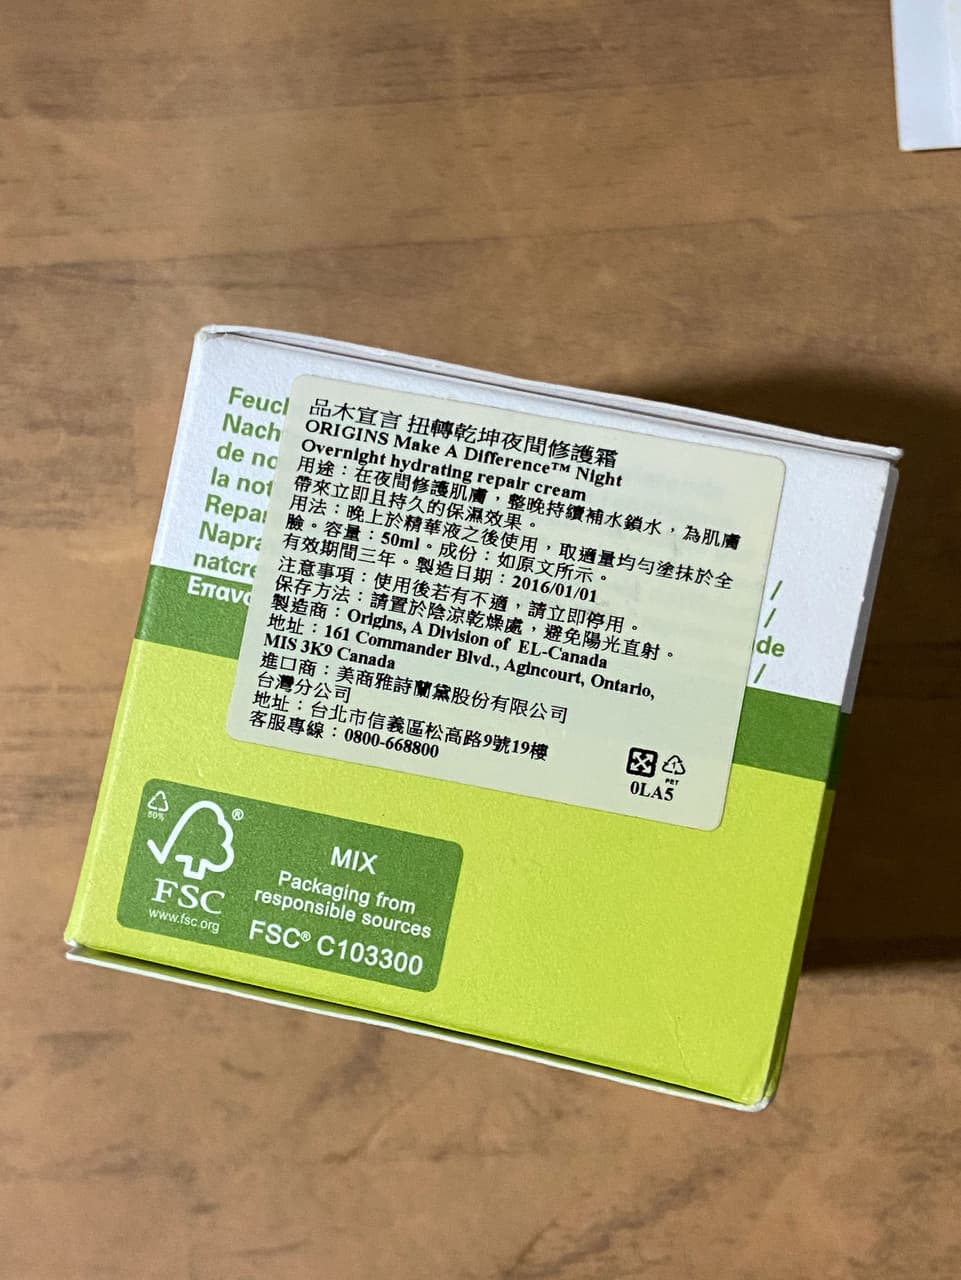 品木宣言 扭轉乾坤夜間修護霜
ORIGINS Make A Difference™ Night
Overnight hydrating repair cream
用途：在夜間修護肌膚，整晚持續補水鎖水，為肌膚
帶來立即且持久的保濕效果。
用法：晚上於精華液之後使用，取適量均勻塗抹於全
臉。容量：50ml。成份：如原文所示。
有效期間三年。製造日期：2016/01/01
注意事項：使用後若有不適，請立即停用。
保存方法：請置於陰涼乾燥處，避免陽光直射。
製造商：Origins, A Division of EL-Canada
地址：161 Commander Blvd., Agincourt, Ontario,
MIS 3K9 Canada
進口商：美商雅詩蘭黛股份有限公司
台灣分公司
地址：台北市信義區松高路9號19樓
客服專線：0800-668800
1
PET
0LA5
Feuc
Nach
de no
la no
Repa
Napra
natcr
Επανο
/
/
de
/
80%
®
FSC
www.fsc.org
MIX
Packaging from
responsible sources
FSC® C103300